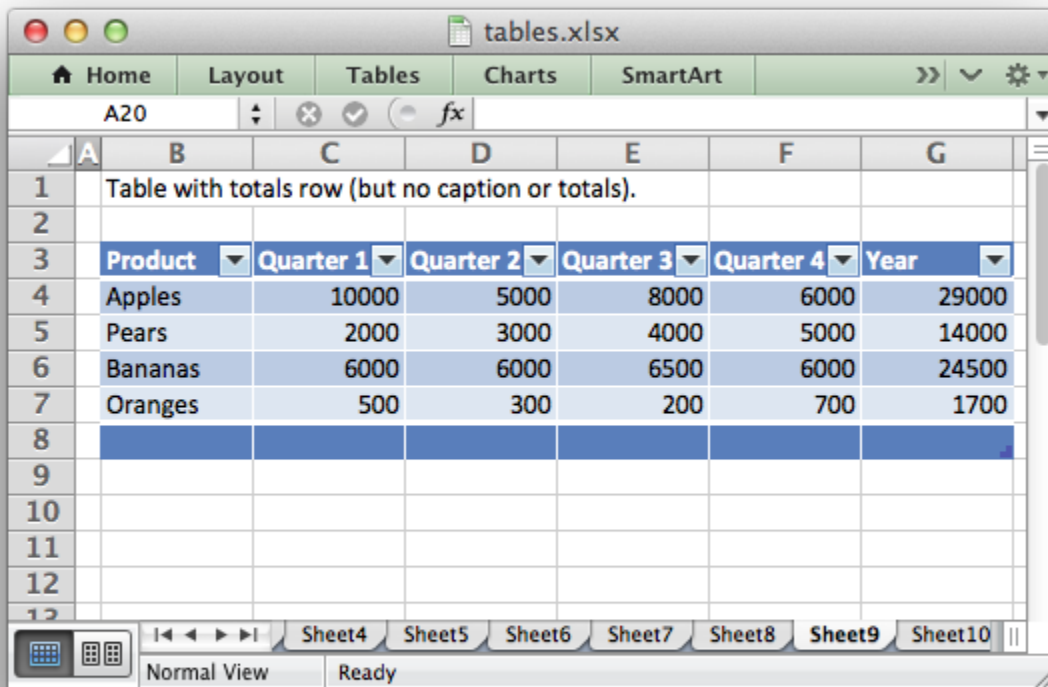 tables.xlsx
Home Layout Tables Charts SmartArt
A20 fx
A B C D E F G
1 Table with totals row (but no caption or totals).
2
3 Product Quarter 1 Quarter 2 Quarter 3 Quarter 4 Year
4 Apples 10000 5000 8000 6000 29000
5 Pears 2000 3000 4000 5000 14000
6 Bananas 6000 6000 6500 6000 24500
7 Oranges 500 300 200 700 1700
8
9
10
11
12
13
Sheet4 Sheet5 Sheet6 Sheet7 Sheet8 Sheet9 Sheet10
Normal View Ready